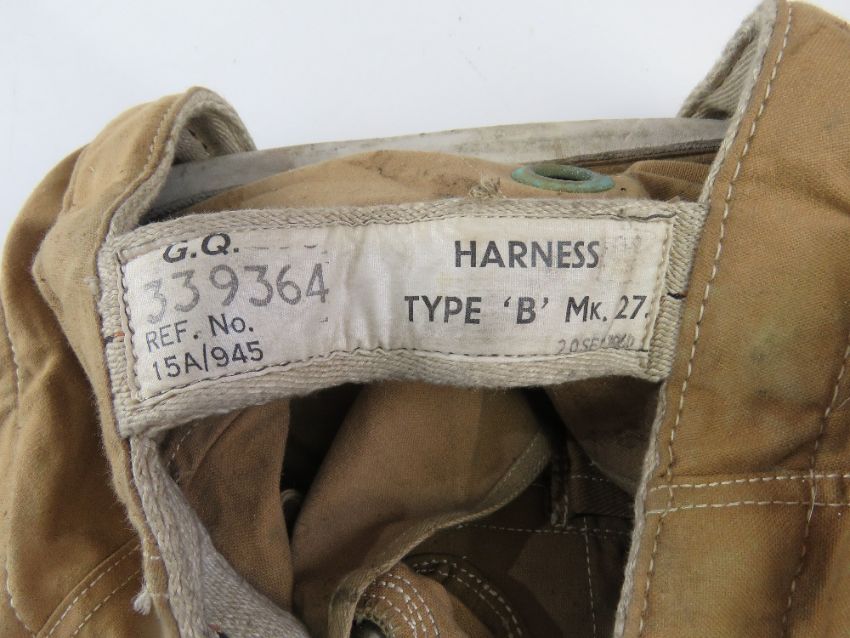 G.Q.
339364
REF. No.
15A/945
HARNESS
TYPE 'B' MK. 27.